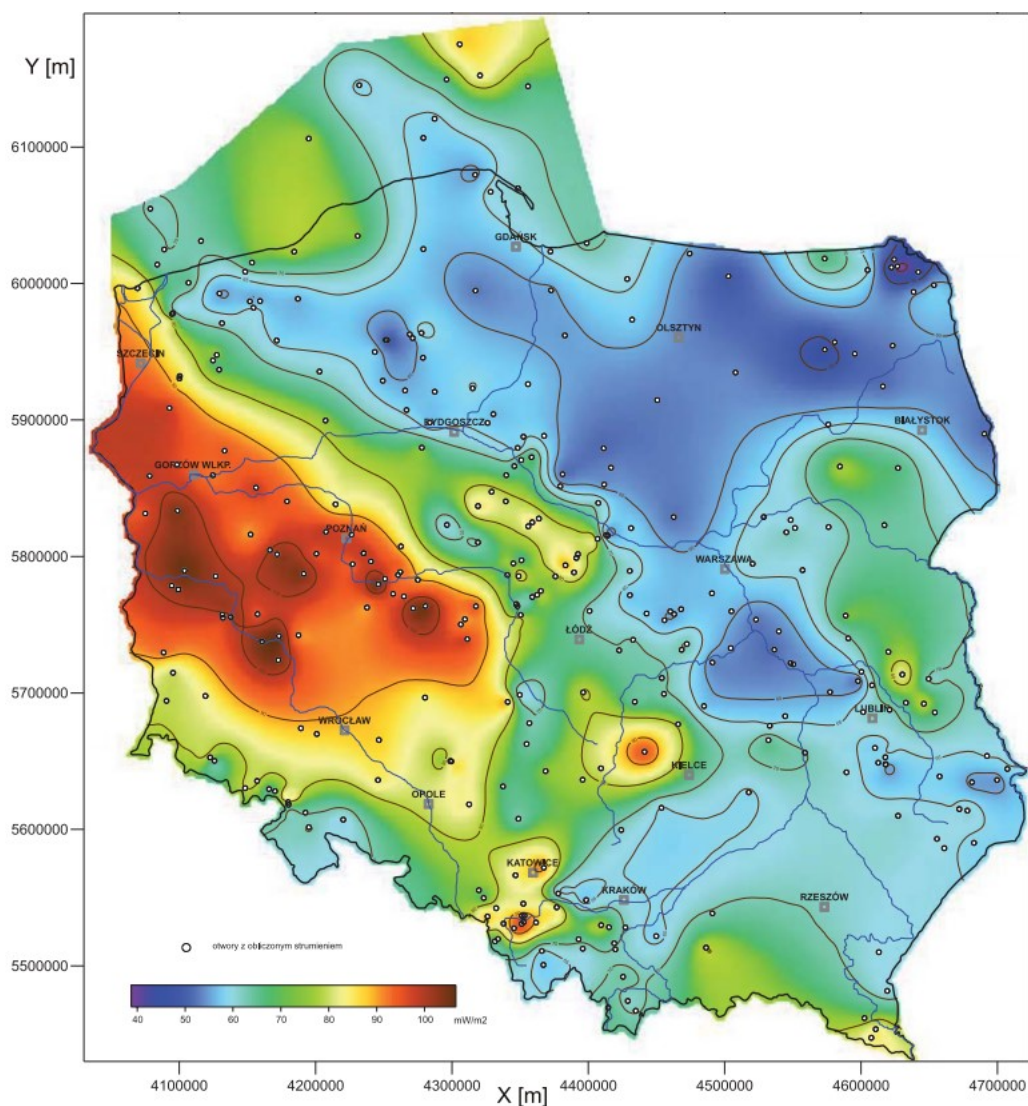 Y [m]
6100000
6000000
5900000
5800000
5700000
5600000
5500000
GDAŃSK
OLSZTYN
SZCZECIN
BYDGOSZCZ
BIAŁYSTOK
GORZÓW WLKP.
POZNAŃ
WARSZAWA
ŁÓDŹ
LUBLIN
WROCŁAW
KIELCE
OPOLE
KATOWICE
KRAKÓW
RZESZÓW
otwory z obliczonym strumieniem
40 50 60 70 80 90 100 mW/m2
4100000 4200000 4300000 4400000 4500000 4600000 4700000
X [m]